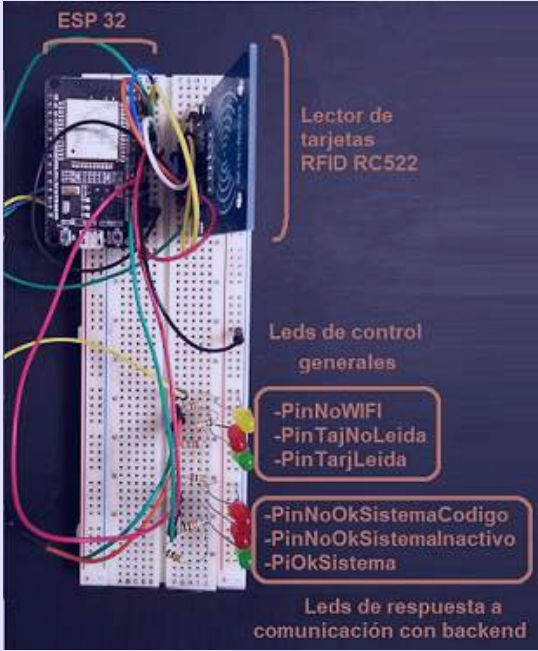 ESP 32
Lector de
tarjetas
RFID RC522
Leds de control
generales
-PinNoWIFI
-PinTajNoLeida
-PinTarjLeida
-PinNoOkSistemaCodigo
-PinNoOkSistemaInactivo
-PiOkSistema
Leds de respuesta a
comunicación con backend